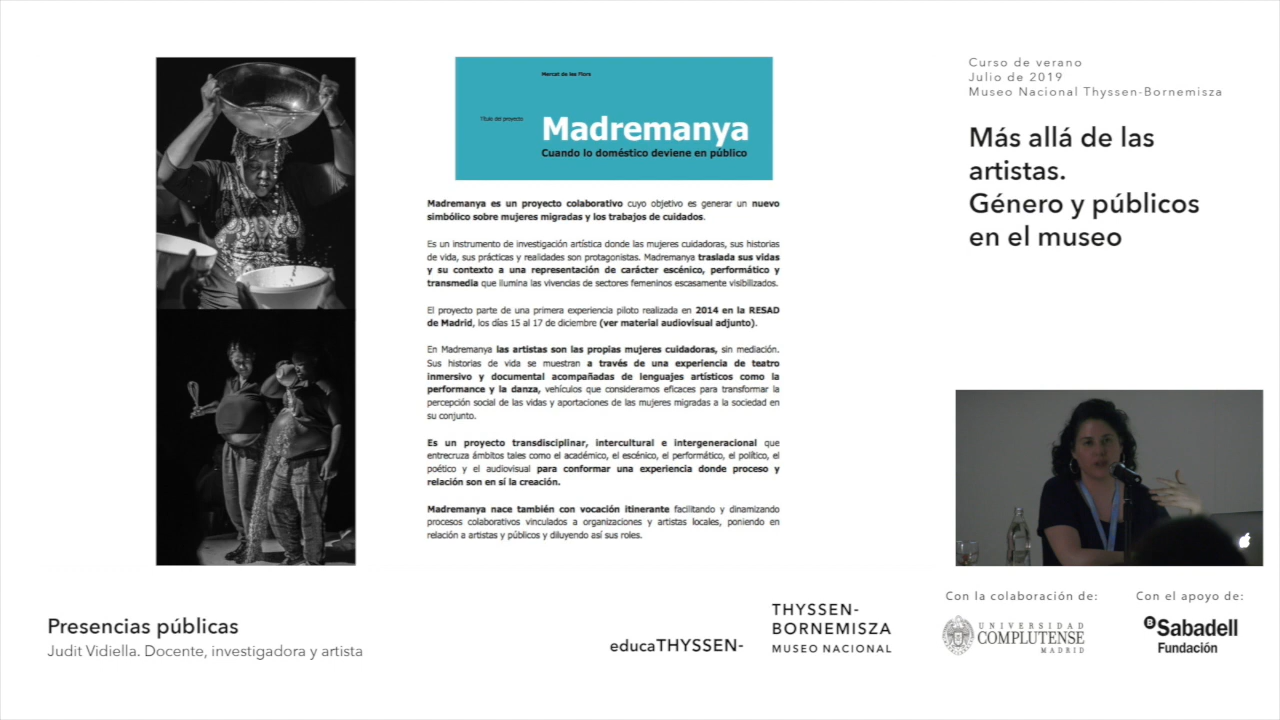 Mercat de les Flors
Título del proyecto
Madremanya
Cuando lo doméstico deviene en público
Madremanya es un proyecto colaborativo cuyo objetivo es generar un nuevo
simbólico sobre mujeres migradas y los trabajos de cuidados.
Es un instrumento de investigación artística donde las mujeres cuidadoras, sus historias
de vida, sus prácticas y realidades son protagonistas. Madremanya traslada sus vidas
y su contexto a una representación de carácter escénico, performático y
transmedia que ilumina las vivencias de sectores femeninos escasamente visibilizados.
El proyecto parte de una primera experiencia piloto realizada en 2014 en la RESAD
de Madrid, los días 15 al 17 de diciembre (ver material audiovisual adjunto).
En Madremanya las artistas son las propias mujeres cuidadoras, sin mediación.
Sus historias de vida se muestran a través de una experiencia de teatro
inmersivo y documental acompañadas de lenguajes artísticos como la
performance y la danza, vehículos que consideramos eficaces para transformar la
percepción social de las vidas y aportaciones de las mujeres migradas a la sociedad en
su conjunto.
Es un proyecto transdisciplinar, intercultural e intergeneracional que
entrecruza ámbitos tales como el académico, el escénico, el performático, el político, el
poético y el audiovisual para conformar una experiencia donde proceso y
relación son en sí la creación.
Madremanya nace también con vocación itinerante facilitando y dinamizando
procesos colaborativos vinculados a organizaciones y artistas locales, poniendo en
relación a artistas y públicos y diluyendo así sus roles.
Curso de verano
Julio de 2019
Museo Nacional Thyssen-Bornemisza
Más allá de las
artistas.
Género y públicos
en el museo
Presencias públicas
Judit Vidiella. Docente, investigadora y artista
educaTHYSSEN-
THYSSEN-
BORNEMISZA
MUSEO NACIONAL
Con la colaboración de:
UNIVERSIDAD
COMPLUTENSE
MADRID
Con el apoyo de:
B Sabadell
Fundación